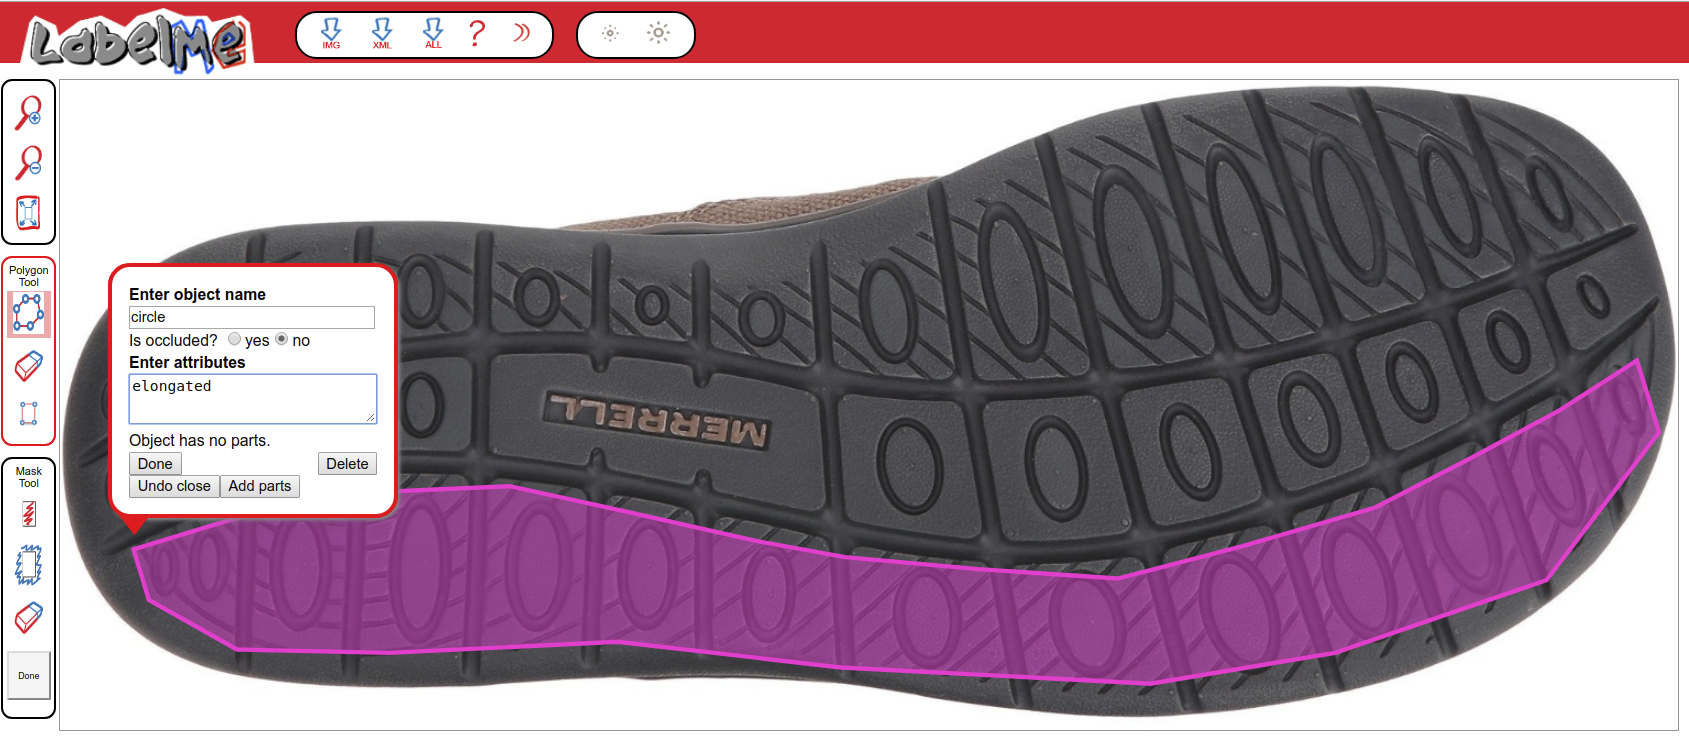 LabelMe
IMG XML ALL ?
Polygon
Tool
Enter object name
circle
Is occluded? yes no
Enter attributes
elongated
Object has no parts.
Done Delete
Undo close Add parts
MERRELL
Mask
Tool
Done